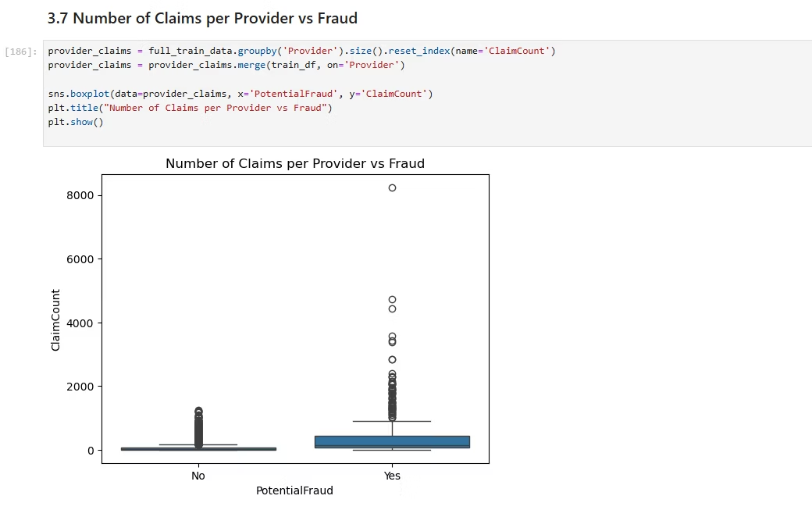 3.7 Number of Claims per Provider vs Fraud
[186]: provider_claims = full_train_data.groupby('Provider').size().reset_index(name='ClaimCount')
provider_claims = provider_claims.merge(train_df, on='Provider')
sns.boxplot(data=provider_claims, x='PotentialFraud', y='ClaimCount')
plt.title("Number of Claims per Provider vs Fraud")
plt.show()
Number of Claims per Provider vs Fraud
8000
6000
ClaimCount
4000
2000
0
No Yes
PotentialFraud